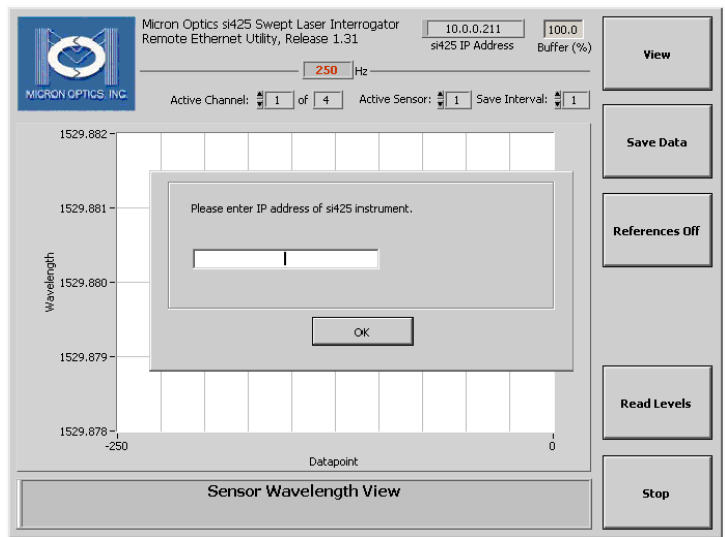 Micron Optics si425 Swept Laser Interrogator
Remote Ethernet Utility, Release 1.31
10.0.0.211
si425 IP Address
100.0
Buffer (%)
250 Hz
MICRON OPTICS, INC.
Active Channel: 1 of 4 Active Sensor: 1 Save Interval: 1
View
Save Data
References Off
Read Levels
Stop
1529.882
1529.881
1529.880
1529.879
1529.878
Wavelength
-250
0
Datapoint
Please enter IP address of si425 instrument.
OK
Sensor Wavelength View